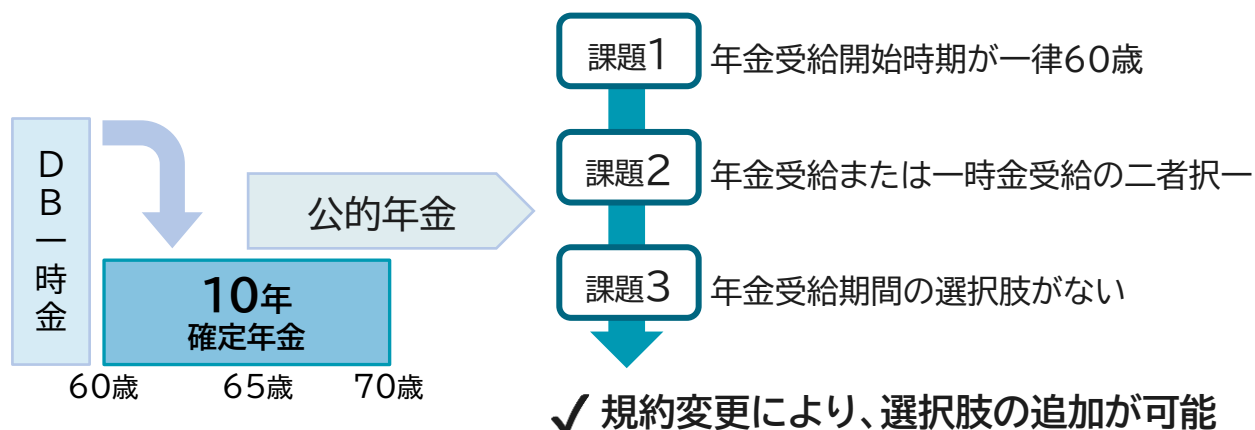 DB一時金
公的年金
10年
確定年金
60歳
65歳
70歳
課題1
年金受給開始時期が一律60歳
課題2
年金受給または一時金受給の二者択一
課題3
年金受給期間の選択肢がない
✓ 規約変更により、選択肢の追加が可能